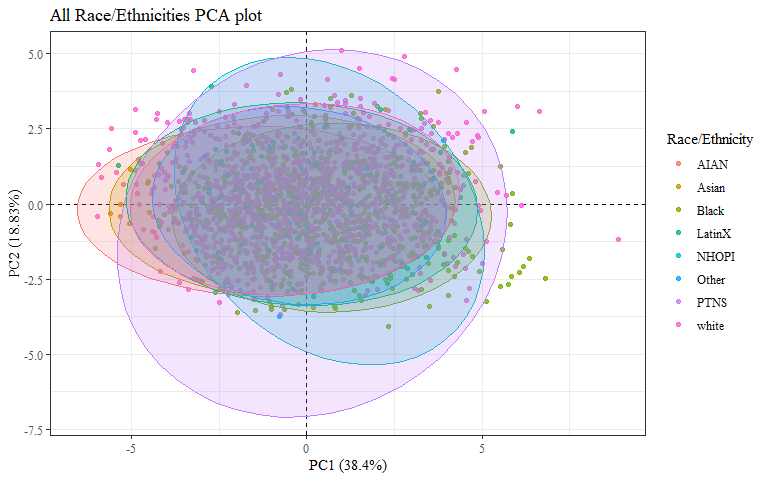 All Race/Ethnicities PCA plot
5.0
2.5
0.0
-2.5
-5.0
-7.5
PC2 (18.83%)
-5
0
5
PC1 (38.4%)
Race/Ethnicity
AIAN
Asian
Black
LatinX
NHOPI
Other
PTNS
white